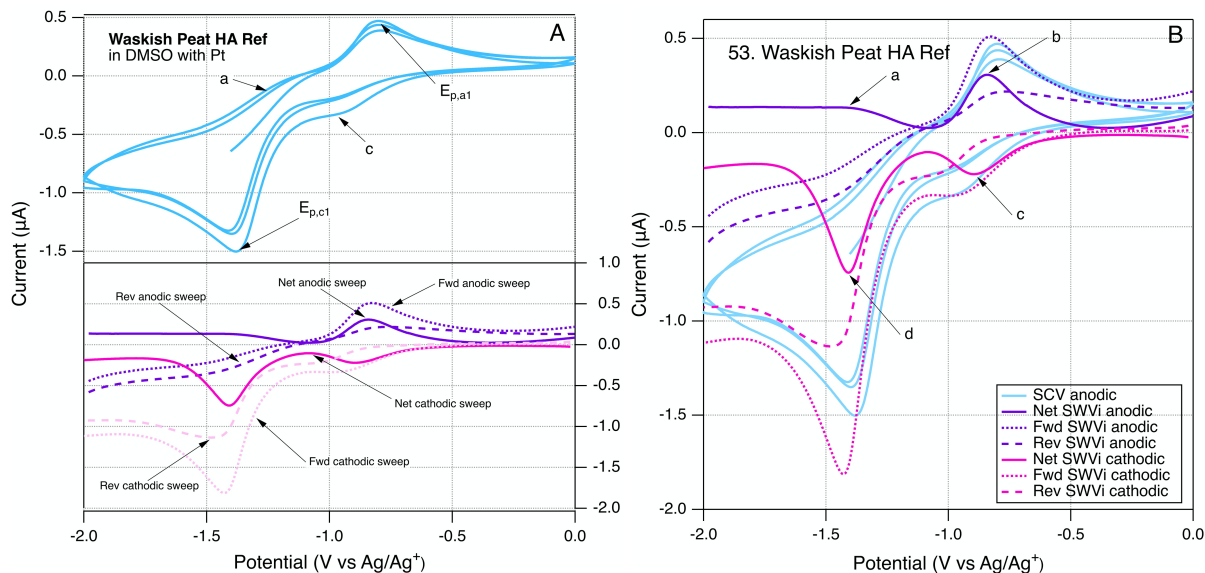 A
Waskish Peat HA Ref
in DMSO with Pt
a
E_p,a1
c
E_p,c1
0.5
0.0
-0.5
-1.0
-1.5
Current (µA)
Net anodic sweep
Rev anodic sweep
Fwd anodic sweep
Net cathodic sweep
Fwd cathodic sweep
Rev cathodic sweep
1.0
0.5
0.0
-0.5
-1.0
-1.5
-2.0
-2.0 -1.5 -1.0 -0.5 0.0
Potential (V vs Ag/Ag⁺)
B
53. Waskish Peat HA Ref
b
a
c
d
0.5
0.0
-0.5
-1.0
-1.5
-2.0
Current (µA)
SCV anodic
Net SWVi anodic
Fwd SWVi anodic
Rev SWVi anodic
Net SWVi cathodic
Fwd SWVi cathodic
Rev SWVi cathodic
-2.0 -1.5 -1.0 -0.5 0.0
Potential (V vs Ag/Ag⁺)